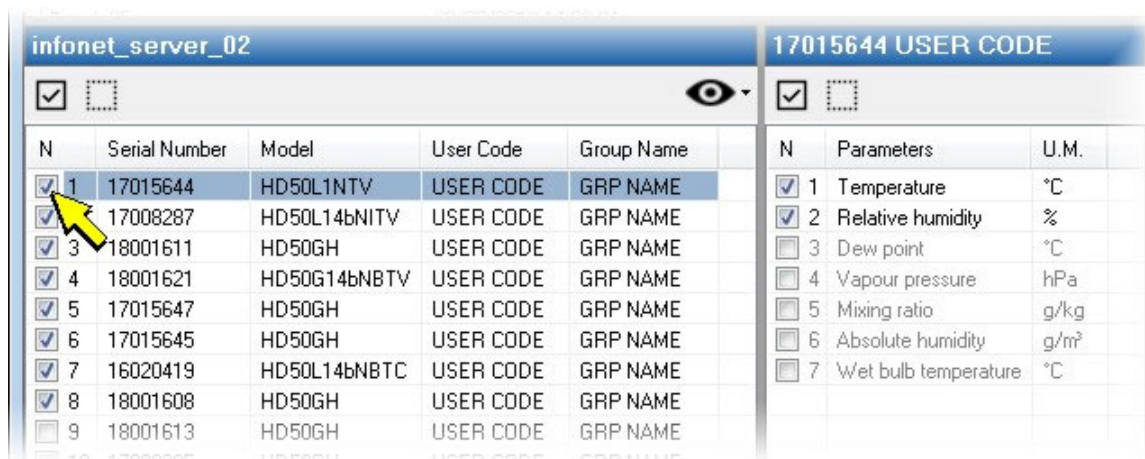 infonet_server_02
N Serial Number Model User Code Group Name
1 17015644 HD50L1NTV USER CODE GRP NAME
17008287 HD50L14bNITV USER CODE GRP NAME
3 18001611 HD50GH USER CODE GRP NAME
4 18001621 HD50G14bNBTV USER CODE GRP NAME
5 17015647 HD50GH USER CODE GRP NAME
6 17015645 HD50GH USER CODE GRP NAME
7 16020419 HD50L14bNBTC USER CODE GRP NAME
8 18001608 HD50GH USER CODE GRP NAME
9 18001613 HD50GH USER CODE GRP NAME
17015644 USER CODE
N Parameters U.M.
1 Temperature °C
2 Relative humidity %
3 Dew point °C
4 Vapour pressure hPa
5 Mixing ratio g/kg
6 Absolute humidity g/m³
7 Wet bulb temperature °C